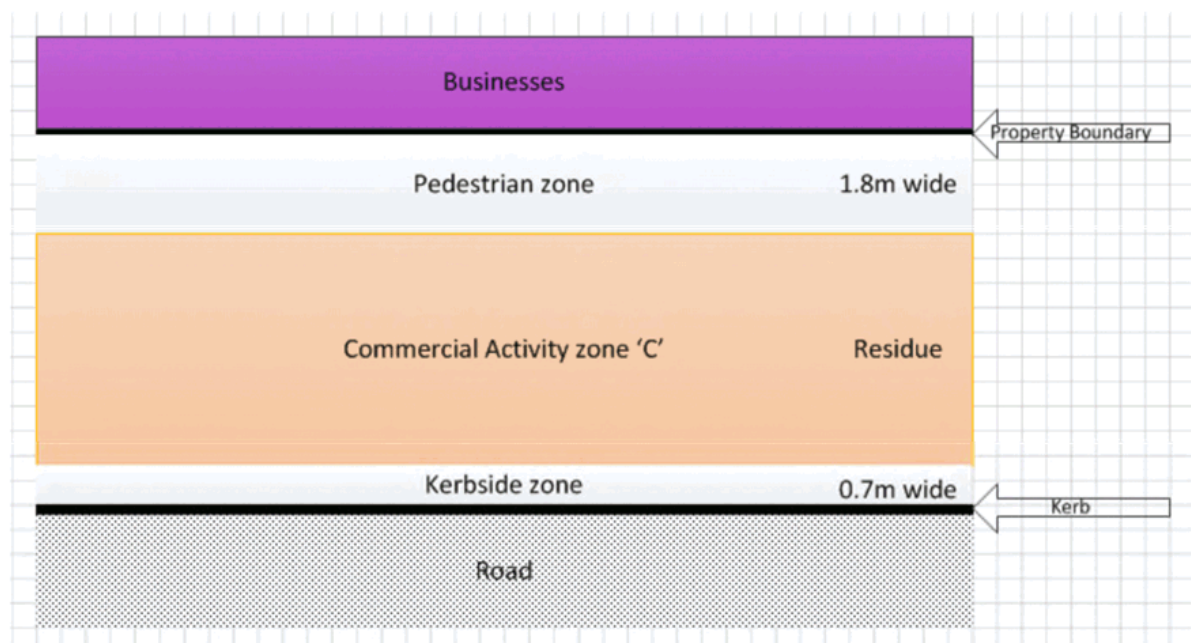 Businesses
Property Boundary
Pedestrian zone 1.8m wide
Commercial Activity zone ‘C’ Residue
Kerbside zone 0.7m wide
Kerb
Road